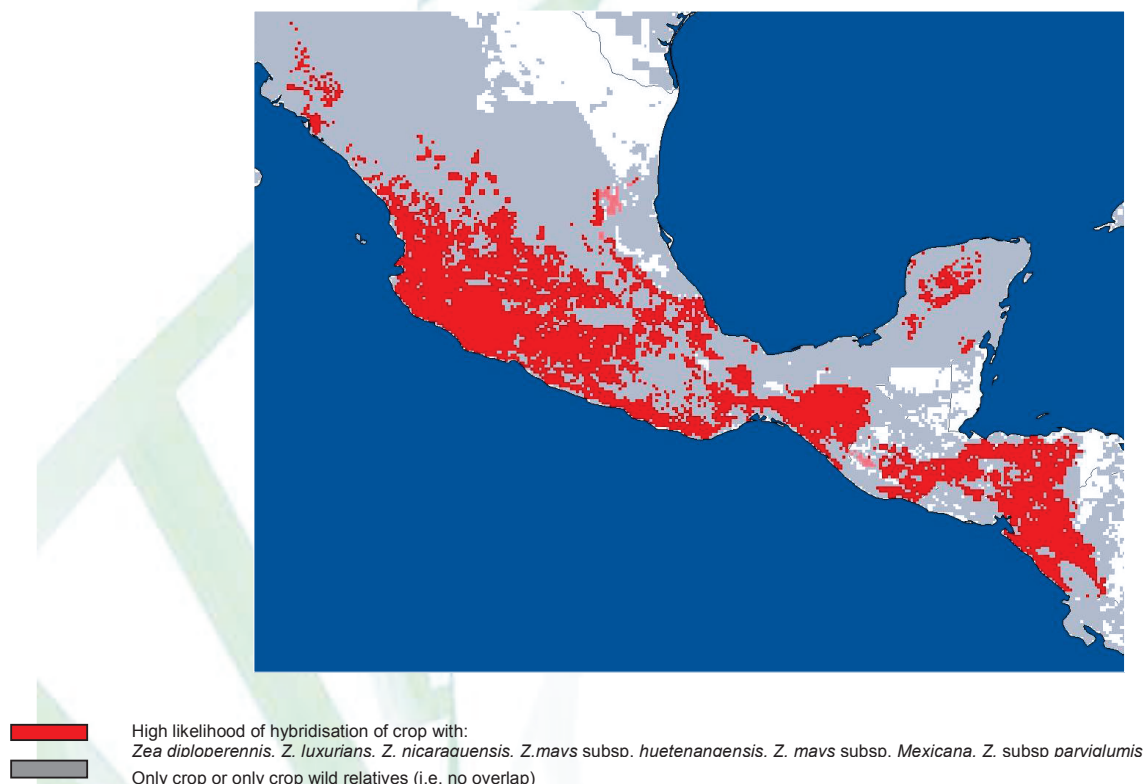 High likelihood of hybridisation of crop with:
Zea diploperennis, Z. luxurians, Z. nicaraguensis, Z.mays subsp. huetenangensis, Z. mays subsp. Mexicana, Z. subsp parviglumis
Only crop or only crop wild relatives (i.e. no overlap)